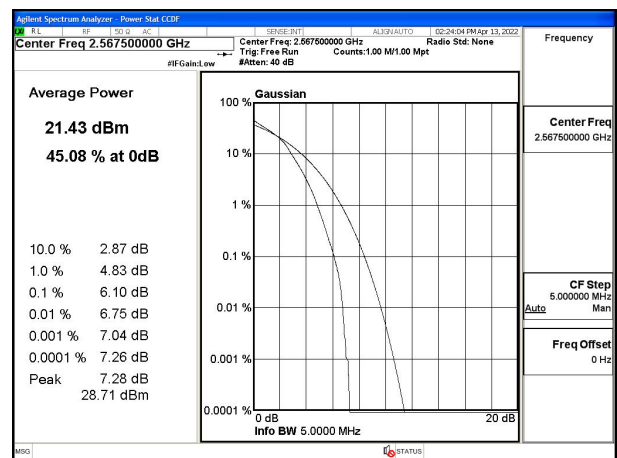 Agilent Spectrum Analyzer - Power Stat CCDF
RL RF 50 Ω AC SENSE:INT ALIGN AUTO 02:24:04 PM Apr 13, 2022
Center Freq 2.567500000 GHz
Center Freq: 2.567500000 GHz Radio Std: None
Trig: Free Run Counts:1.00 M/1.00 Mpt
#IFGain:Low #Atten: 40 dB
Frequency
Average Power
21.43 dBm
45.08 % at 0dB
10.0 % 2.87 dB
1.0 % 4.83 dB
0.1 % 6.10 dB
0.01 % 6.75 dB
0.001 % 7.04 dB
0.0001 % 7.26 dB
Peak 7.28 dB
28.71 dBm
Gaussian
100 %
10 %
1 %
0.1 %
0.01 %
0.001 %
0.0001 %
0 dB 20 dB
Info BW 5.0000 MHz
Center Freq
2.567500000 GHz
CF Step
5.000000 MHz
Auto Man
Freq Offset
0 Hz
MSG STATUS